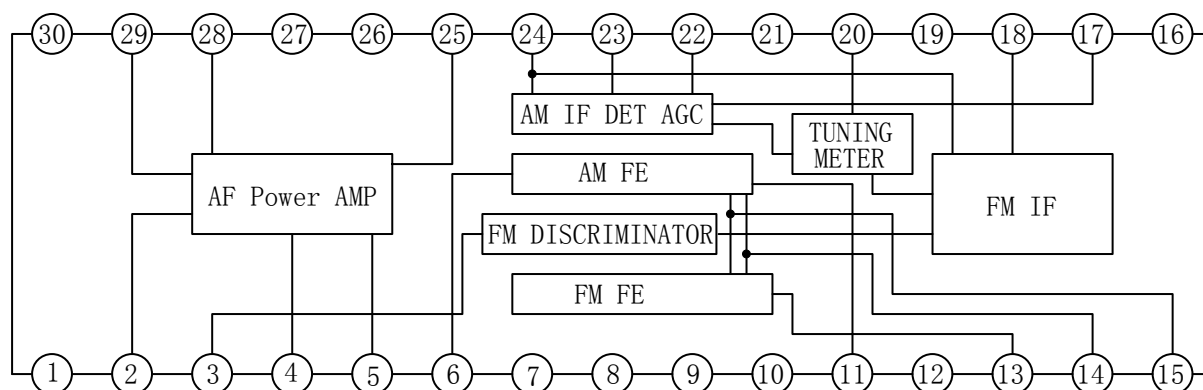 30 29 28 27 26 25 24 23 22 21 20 19 18 17 16
AM IF DET AGC
TUNING
METER
AF Power AMP
AM FE
FM IF
FM DISCRIMINATOR
FM FE
1 2 3 4 5 6 7 8 9 10 11 12 13 14 15